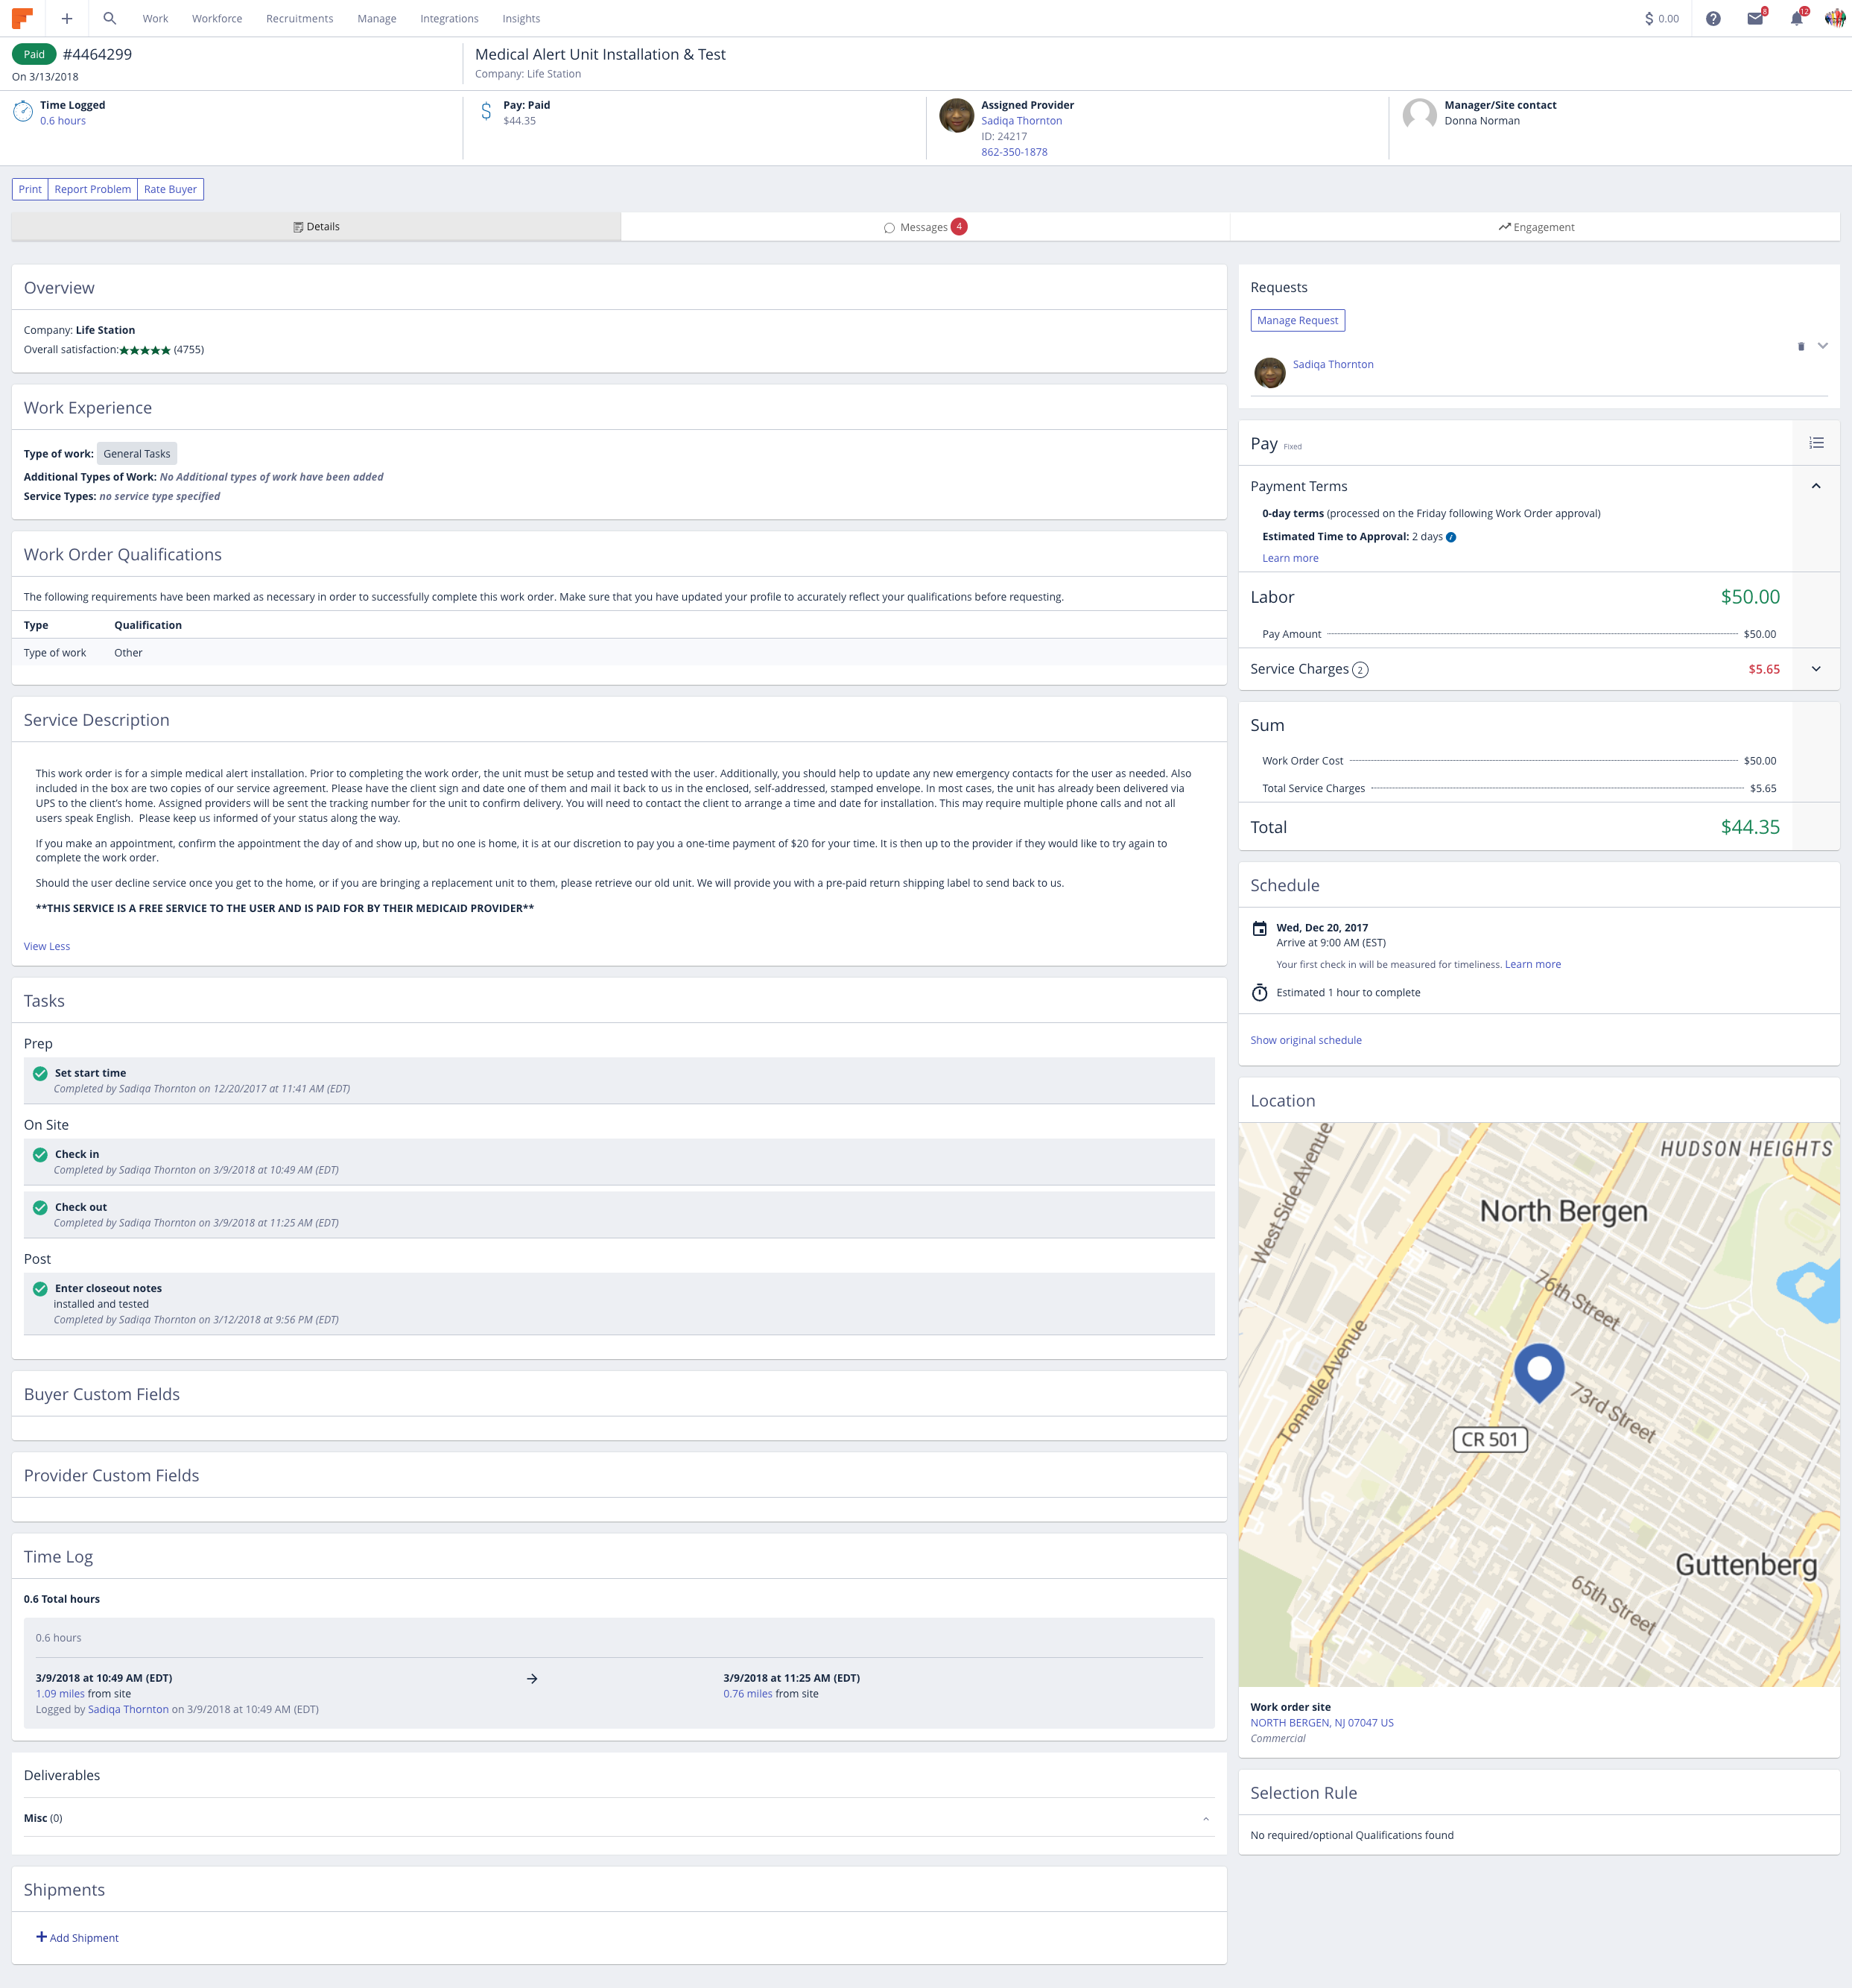 Work Workforce Recruitments Manage Integrations Insights
$ 0.00
8
12
Paid #4464299
On 3/13/2018
Medical Alert Unit Installation & Test
Company: Life Station
Time Logged
0.6 hours
Pay: Paid
$44.35
Assigned Provider
Sadiqa Thornton
ID: 24217
862-350-1878
Manager/Site contact
Donna Norman
Print Report Problem Rate Buyer
Details
Messages 4
Engagement
Overview
Company: Life Station
Overall satisfaction:★★★★★ (4755)
Work Experience
Type of work: General Tasks
Additional Types of Work: No Additional types of work have been added
Service Types: no service type specified
Work Order Qualifications
The following requirements have been marked as necessary in order to successfully complete this work order. Make sure that you have updated your profile to accurately reflect your qualifications before requesting.
Type Qualification
Type of work Other
Service Description
This work order is for a simple medical alert installation. Prior to completing the work order, the unit must be setup and tested with the user. Additionally, you should help to update any new emergency contacts for the user as needed. Also
included in the box are two copies of our service agreement. Please have the client sign and date one of them and mail it back to us in the enclosed, self-addressed, stamped envelope. In most cases, the unit has already been delivered via
UPS to the client's home. Assigned providers will be sent the tracking number for the unit to confirm delivery. You will need to contact the client to arrange a time and date for installation. This may require multiple phone calls and not all
users speak English.  Please keep us informed of your status along the way.
If you make an appointment, confirm the appointment the day of and show up, but no one is home, it is at our discretion to pay you a one-time payment of $20 for your time. It is then up to the provider if they would like to try again to
complete the work order.
Should the user decline service once you get to the home, or if you are bringing a replacement unit to them, please retrieve our old unit. We will provide you with a pre-paid return shipping label to send back to us.
**THIS SERVICE IS A FREE SERVICE TO THE USER AND IS PAID FOR BY THEIR MEDICAID PROVIDER**
View Less
Tasks
Prep
Set start time
Completed by Sadiqa Thornton on 12/20/2017 at 11:41 AM (EDT)
On Site
Check in
Completed by Sadiqa Thornton on 3/9/2018 at 10:49 AM (EDT)
Check out
Completed by Sadiqa Thornton on 3/9/2018 at 11:25 AM (EDT)
Post
Enter closeout notes
installed and tested
Completed by Sadiqa Thornton on 3/12/2018 at 9:56 PM (EDT)
Buyer Custom Fields
Provider Custom Fields
Time Log
0.6 Total hours
0.6 hours
3/9/2018 at 10:49 AM (EDT)
1.09 miles from site
Logged by Sadiqa Thornton on 3/9/2018 at 10:49 AM (EDT)
3/9/2018 at 11:25 AM (EDT)
0.76 miles from site
Deliverables
Misc (0)
Shipments
Add Shipment
Requests
Manage Request
Sadiqa Thornton
Pay Fixed
Payment Terms
0-day terms (processed on the Friday following Work Order approval)
Estimated Time to Approval: 2 days
Learn more
Labor $50.00
Pay Amount $50.00
Service Charges 2 $5.65
Sum
Work Order Cost $50.00
Total Service Charges $5.65
Total $44.35
Schedule
Wed, Dec 20, 2017
Arrive at 9:00 AM (EST)
Your first check in will be measured for timeliness. Learn more
Estimated 1 hour to complete
Show original schedule
Location
HUDSON HEIGHTS
West Side Avenue
North Bergen
76th Street
Tonnelle Avenue
73rd Street
CR 501
Guttenberg
65th Street
Work order site
NORTH BERGEN, NJ 07047 US
Commercial
Selection Rule
No required/optional Qualifications found